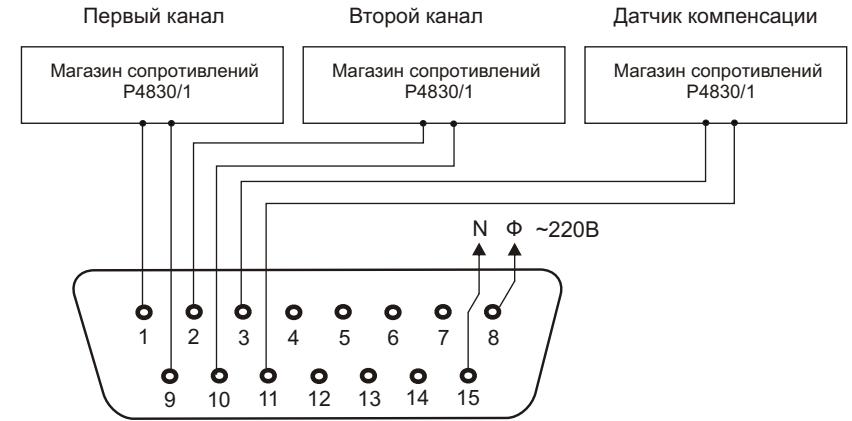 Первый канал
Второй канал
Датчик компенсации
Магазин сопротивлений
Р4830/1
Магазин сопротивлений
Р4830/1
Магазин сопротивлений
Р4830/1
N Ф ~220В
1 2 3 4 5 6 7 8
9 10 11 12 13 14 15